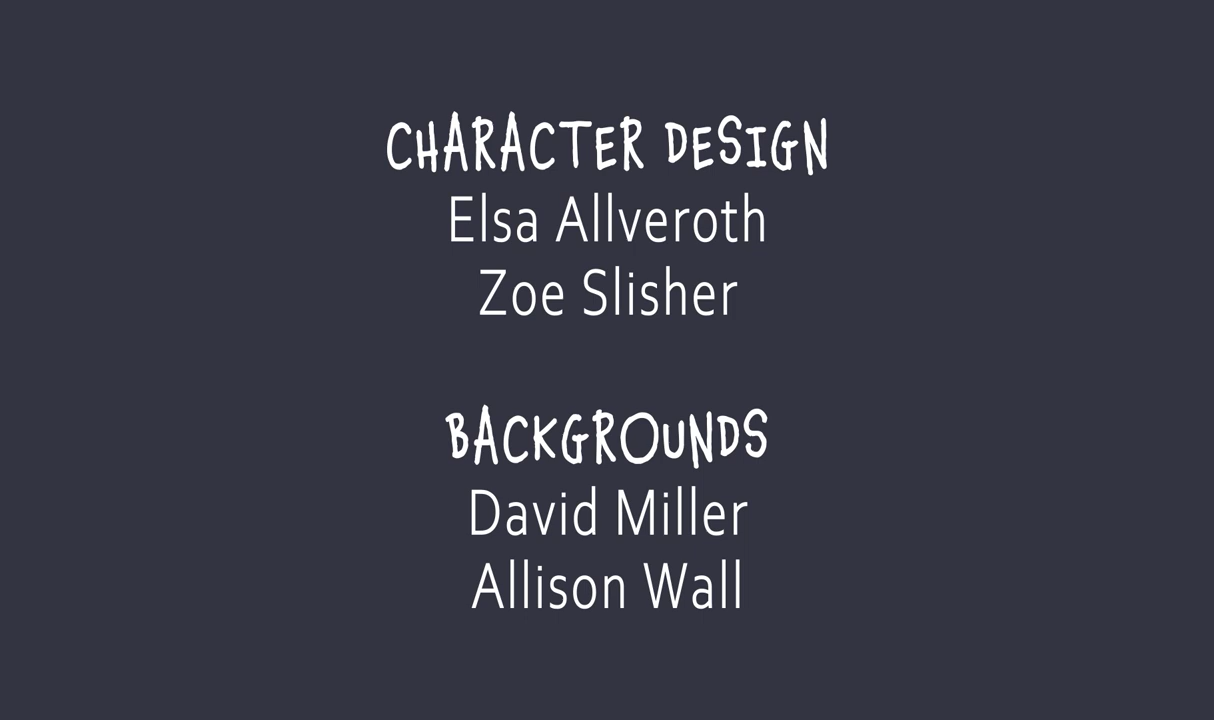 CHARACTER DESIGN
Elsa Allveroth
Zoe Slisher
BACKGROUNDS
David Miller
Allison Wall